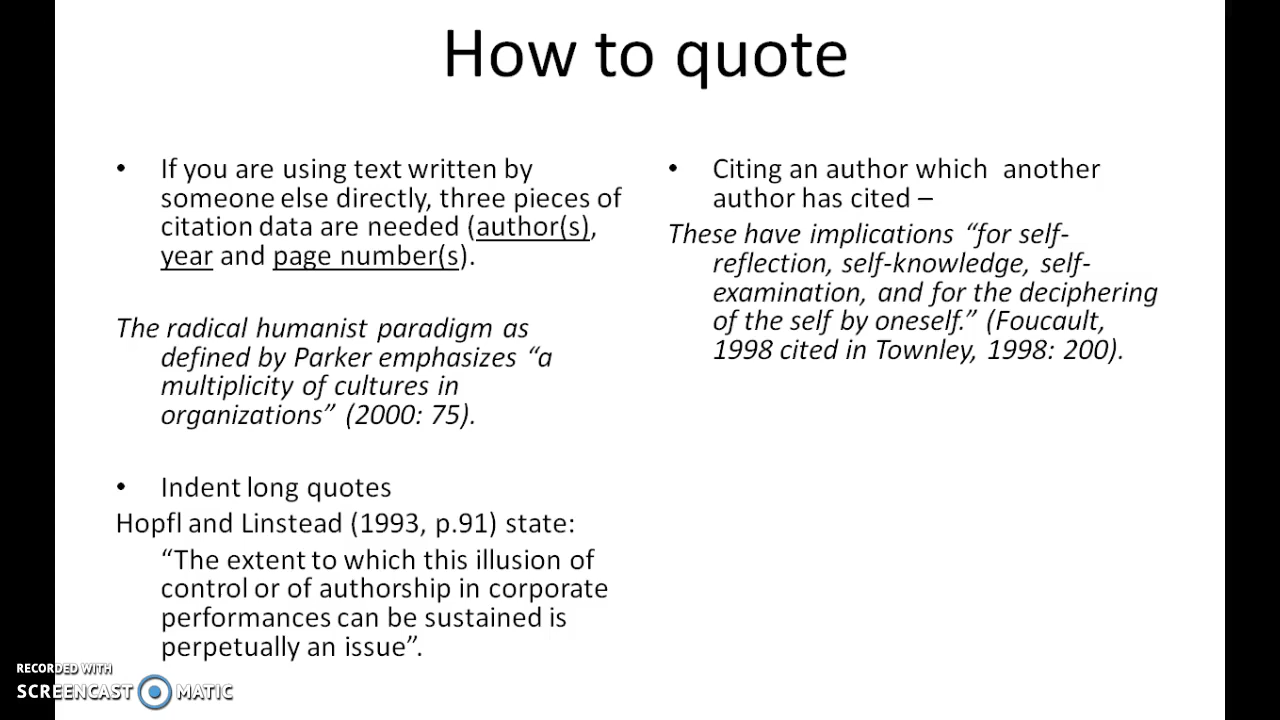 How to quote
• If you are using text written by
someone else directly, three pieces of
citation data are needed (author(s),
year and page number(s).
The radical humanist paradigm as
defined by Parker emphasizes “a
multiplicity of cultures in
organizations” (2000: 75).
• Indent long quotes
Hopfl and Linstead (1993, p.91) state:
“The extent to which this illusion of
control or of authorship in corporate
performances can be sustained is
perpetually an issue”.
• Citing an author which another
author has cited –
These have implications “for self-
reflection, self-knowledge, self-
examination, and for the deciphering
of the self by oneself.” (Foucault,
1998 cited in Townley, 1998: 200).
RECORDED WITH
SCREENCAST MATIC